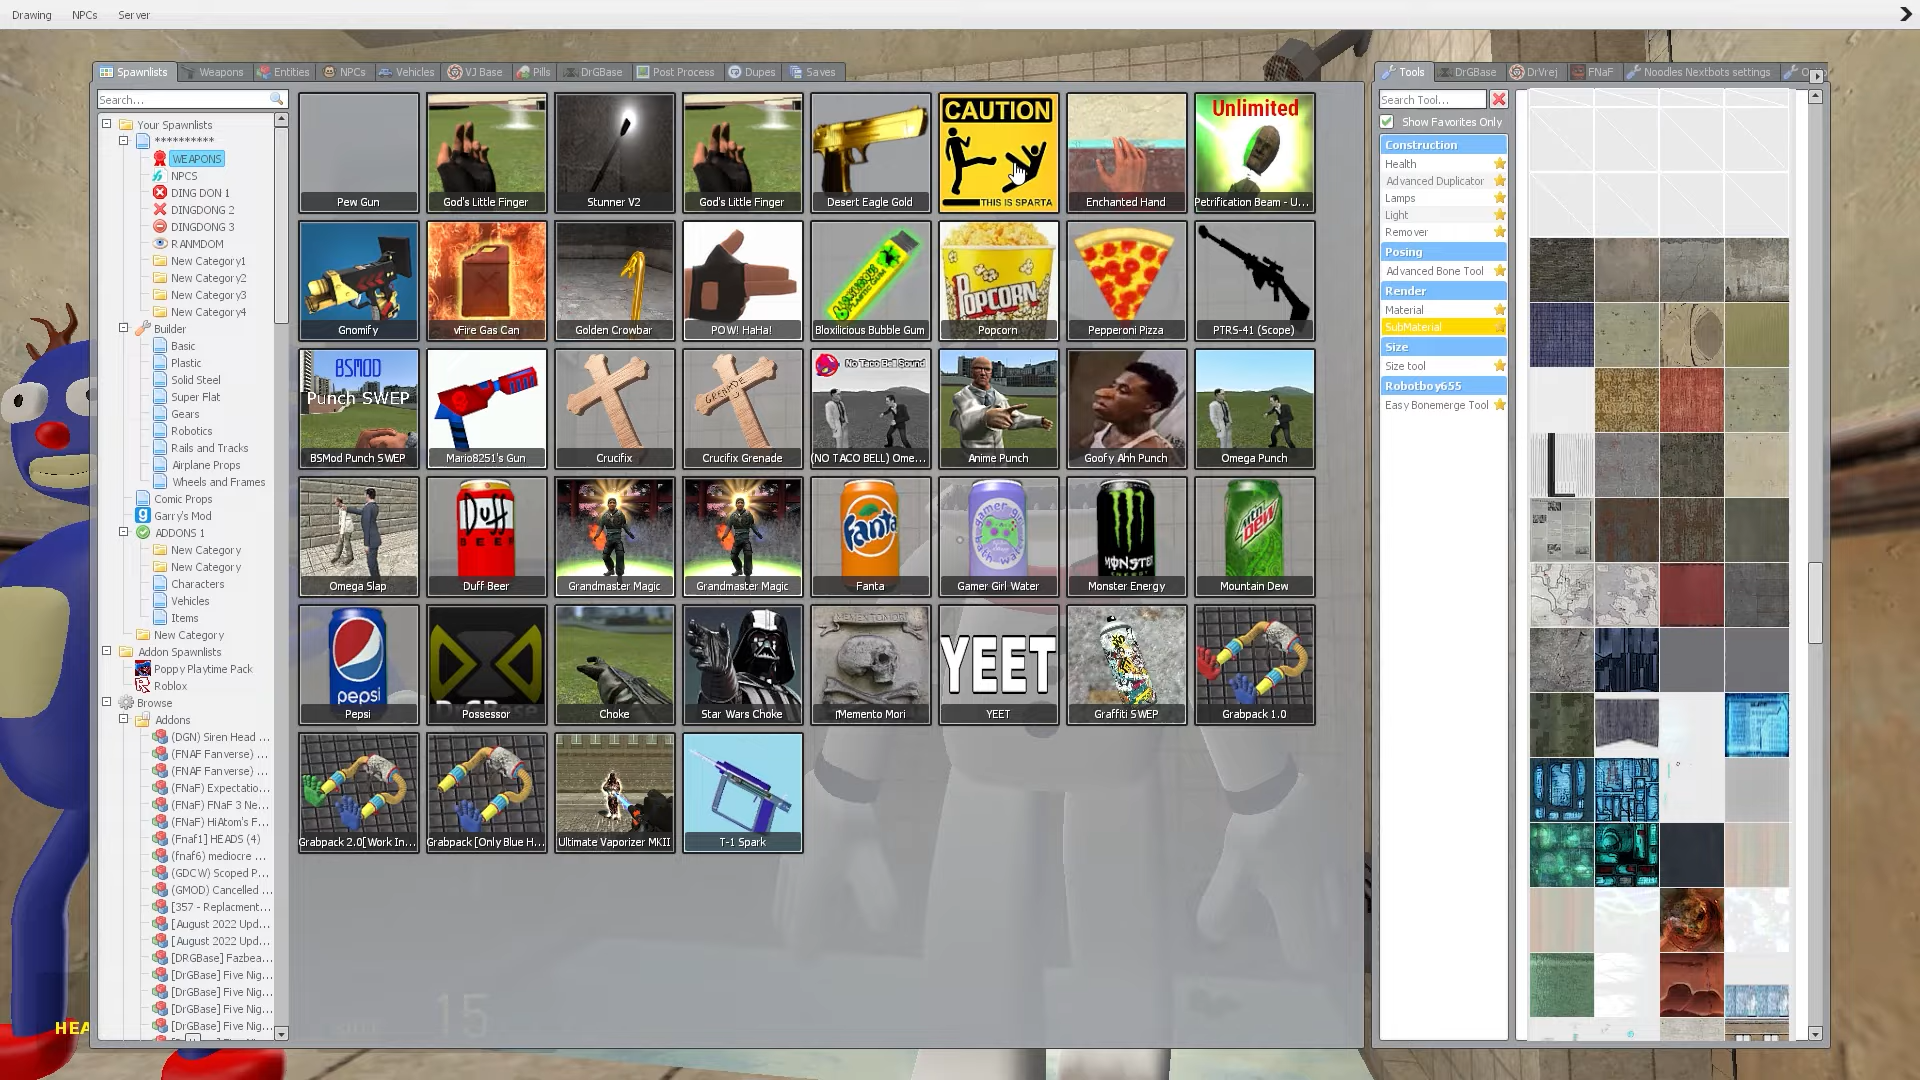 Drawing NPCs Server
Spawnlists Weapons Entities NPCs Vehicles VJ Base Pills DrGBase Post Process Dupes Saves
Tools DrGBase DrVrej FNaF Noodles Nextbots settings
Search...
Your Spawnlists
**********
WEAPONS
NPCS
DING DON 1
DINGDONG 2
DINGDONG 3
RANMDOM
New Category1
New Category2
New Category3
New Category4
Builder
Basic
Plastic
Solid Steel
Super Flat
Gears
Robotics
Rails and Tracks
Airplane Props
Wheels and Frames
Comic Props
Garry's Mod
ADDONS 1
New Category
New Category
Characters
Vehicles
Items
New Category
Addon Spawnlists
Poppy Playtime Pack
Roblox
Browse
Addons
(DGN) Siren Head ...
(FNAF Fanverse) ...
(FNAF Fanverse) ...
(FNaF) Expectatio...
(FNaF) FNaF 3 Ne...
(FNaF) HiAtom's F...
(Fnaf1] HEADS (4)
(fnaf6) mediocre ...
(GDCW) Scoped P...
(GMOD) Cancelled ...
[357 - Replacment...
[August 2022 Upd...
[August 2022 Upd...
[DRGBase] Fazbea...
[DrGBase] Five Nig...
[DrGBase] Five Nig...
[DrGBase] Five Nig...
[DrGBase] Five Nig...
CAUTION
THIS IS SPARTA
Unlimited
Pew Gun God's Little Finger Stunner V2 God's Little Finger Desert Eagle Gold Enchanted Hand Petrification Beam - U...
POPCORN
Gnomify vFire Gas Can Golden Crowbar POW! HaHa! Bloxilicious Bubble Gum Popcorn Pepperoni Pizza PTRS-41 (Scope)
BSMOD
Punch SWEP
GRENADE
No Taco Bell Sound
BSMod Punch SWEP Mario8251's Gun Crucifix Crucifix Grenade (NO TACO BELL) Ome... Anime Punch Goofy Ahh Punch Omega Punch
Duff
BEER
Fanta
MONSTER
Mtn DEW
Omega Slap Duff Beer Grandmaster Magic Grandmaster Magic Fanta Gamer Girl Water Monster Energy Mountain Dew
pepsi
MEMENTO MORI
YEET
Pepsi Possessor Choke Star Wars Choke Memento Mori YEET Graffiti SWEP Grabpack 1.0
Grabpack 2.0[Work In... Grabpack [Only Blue H... Ultimate Vaporizer MKII T-1 Spark
Search Tool...
Show Favorites Only
Construction
Health
Advanced Duplicator
Lamps
Light
Remover
Posing
Advanced Bone Tool
Render
Material
SubMaterial
Size
Size tool
Robotboy655
Easy Bonemerge Tool
15
HEA